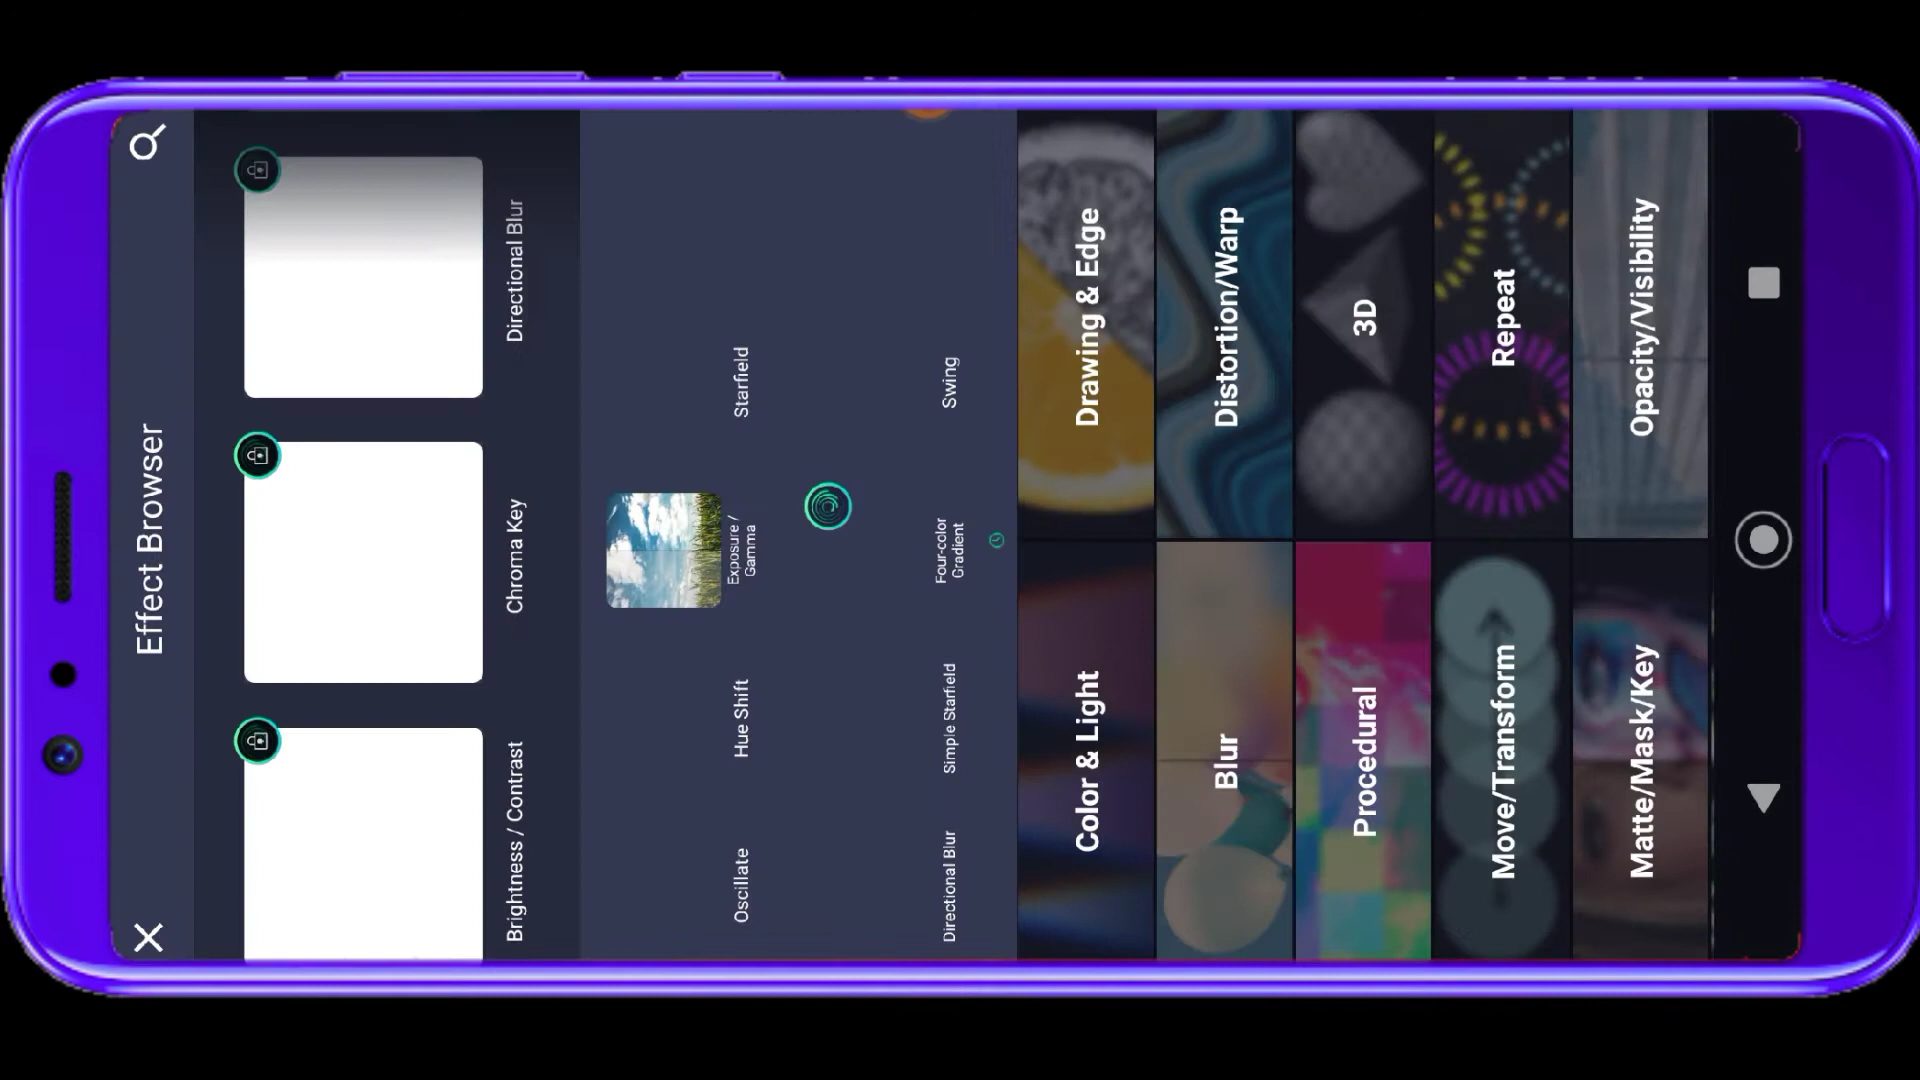 Effect Browser
Brightness / Contrast
Chroma Key
Directional Blur
Oscillate
Hue Shift
Exposure /
Gamma
Starfield
Directional Blur
Simple Starfield
Four-color
Gradient
Swing
Color & Light
Drawing & Edge
Blur
Distortion/Warp
Procedural
3D
Move/Transform
Repeat
Matte/Mask/Key
Opacity/Visibility